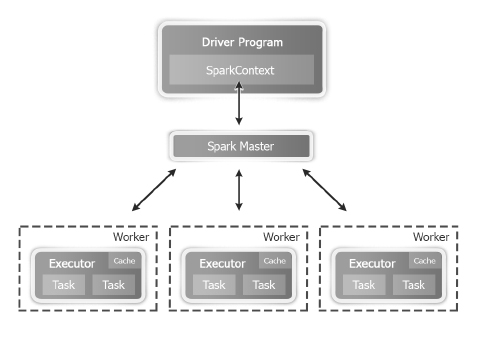 Driver Program
SparkContext
Spark Master
Worker
Executor
Cache
Task Task
Worker
Executor
Cache
Task Task
Worker
Executor
Cache
Task Task